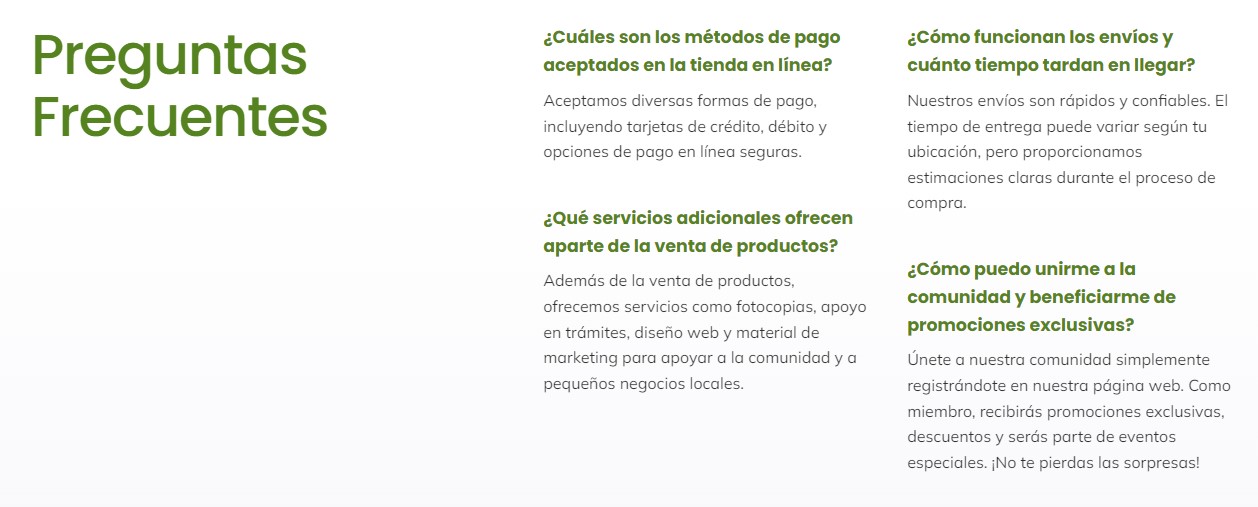 Preguntas
Frecuentes
¿Cuáles son los métodos de pago
aceptados en la tienda en línea?
Aceptamos diversas formas de pago,
incluyendo tarjetas de crédito, débito y
opciones de pago en línea seguras.
¿Qué servicios adicionales ofrecen
aparte de la venta de productos?
Además de la venta de productos,
ofrecemos servicios como fotocopias, apoyo
en trámites, diseño web y material de
marketing para apoyar a la comunidad y a
pequeños negocios locales.
¿Cómo funcionan los envíos y
cuánto tiempo tardan en llegar?
Nuestros envíos son rápidos y confiables. El
tiempo de entrega puede variar según tu
ubicación, pero proporcionamos
estimaciones claras durante el proceso de
compra.
¿Cómo puedo unirme a la
comunidad y beneficiarme de
promociones exclusivas?
Únete a nuestra comunidad simplemente
registrándote en nuestra página web. Como
miembro, recibirás promociones exclusivas,
descuentos y serás parte de eventos
especiales. ¡No te pierdas las sorpresas!